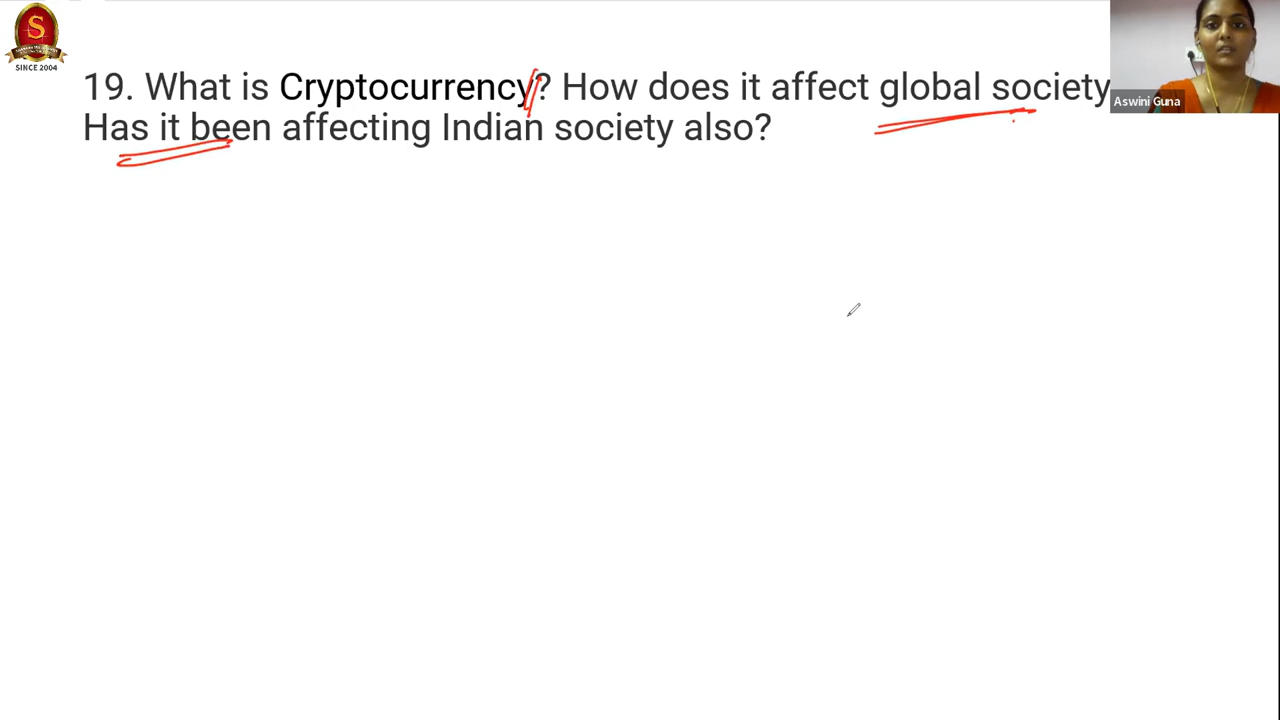 S
SINCE 2004
19. What is Cryptocurrency? How does it affect global society
Has it been affecting Indian society also?
Aswini Guna